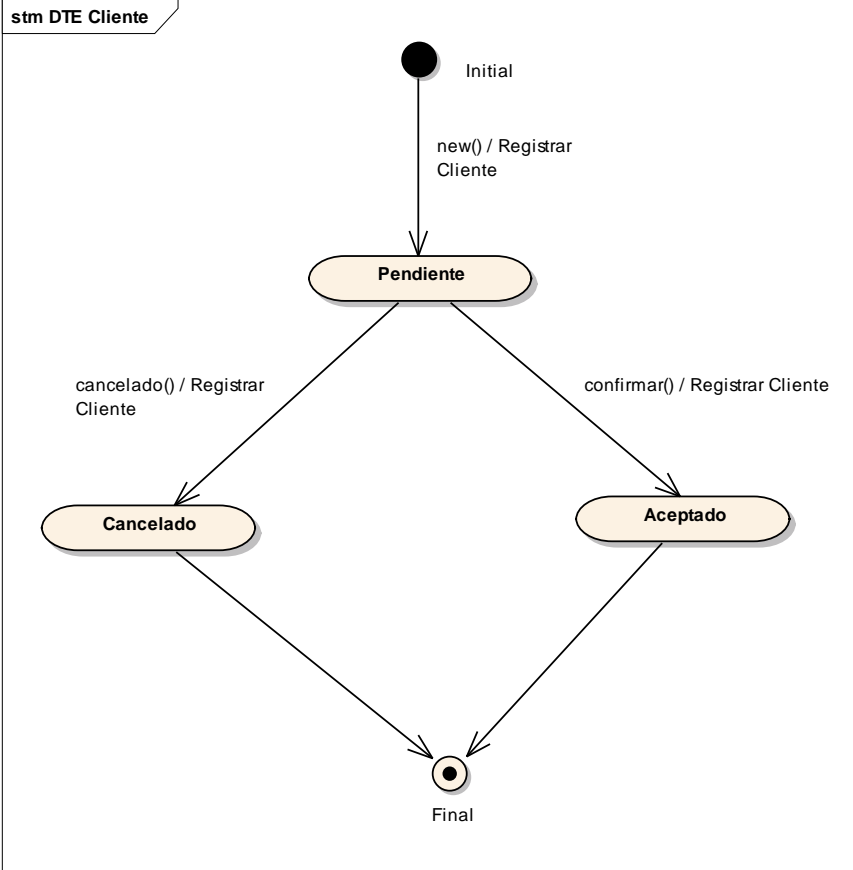 stm DTE Cliente
Initial
new() / Registrar
Cliente
Pendiente
cancelado() / Registrar
Cliente
confirmar() / Registrar Cliente
Cancelado
Aceptado
Final